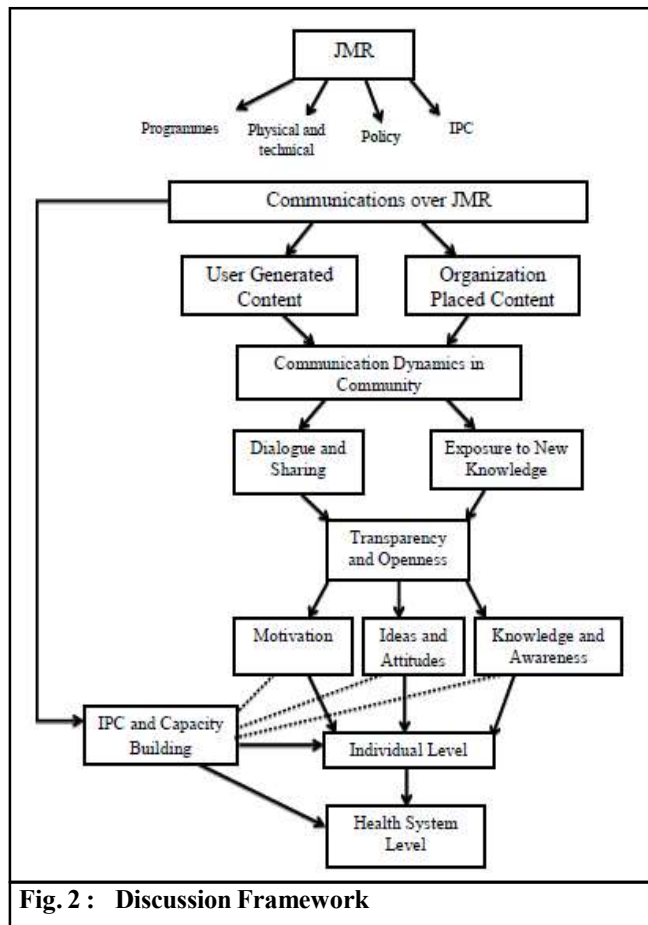 JMR
Programmes
Physical and
technical
Policy
IPC
Communications over JMR
User Generated
Content
Organization
Placed Content
Communication Dynamics in
Community
Dialogue and
Sharing
Exposure to New
Knowledge
Transparency
and Openness
Motivation
Ideas and
Attitudes
Knowledge and
Awareness
IPC and Capacity
Building
Individual Level
Health System
Level
Fig. 2 : Discussion Framework